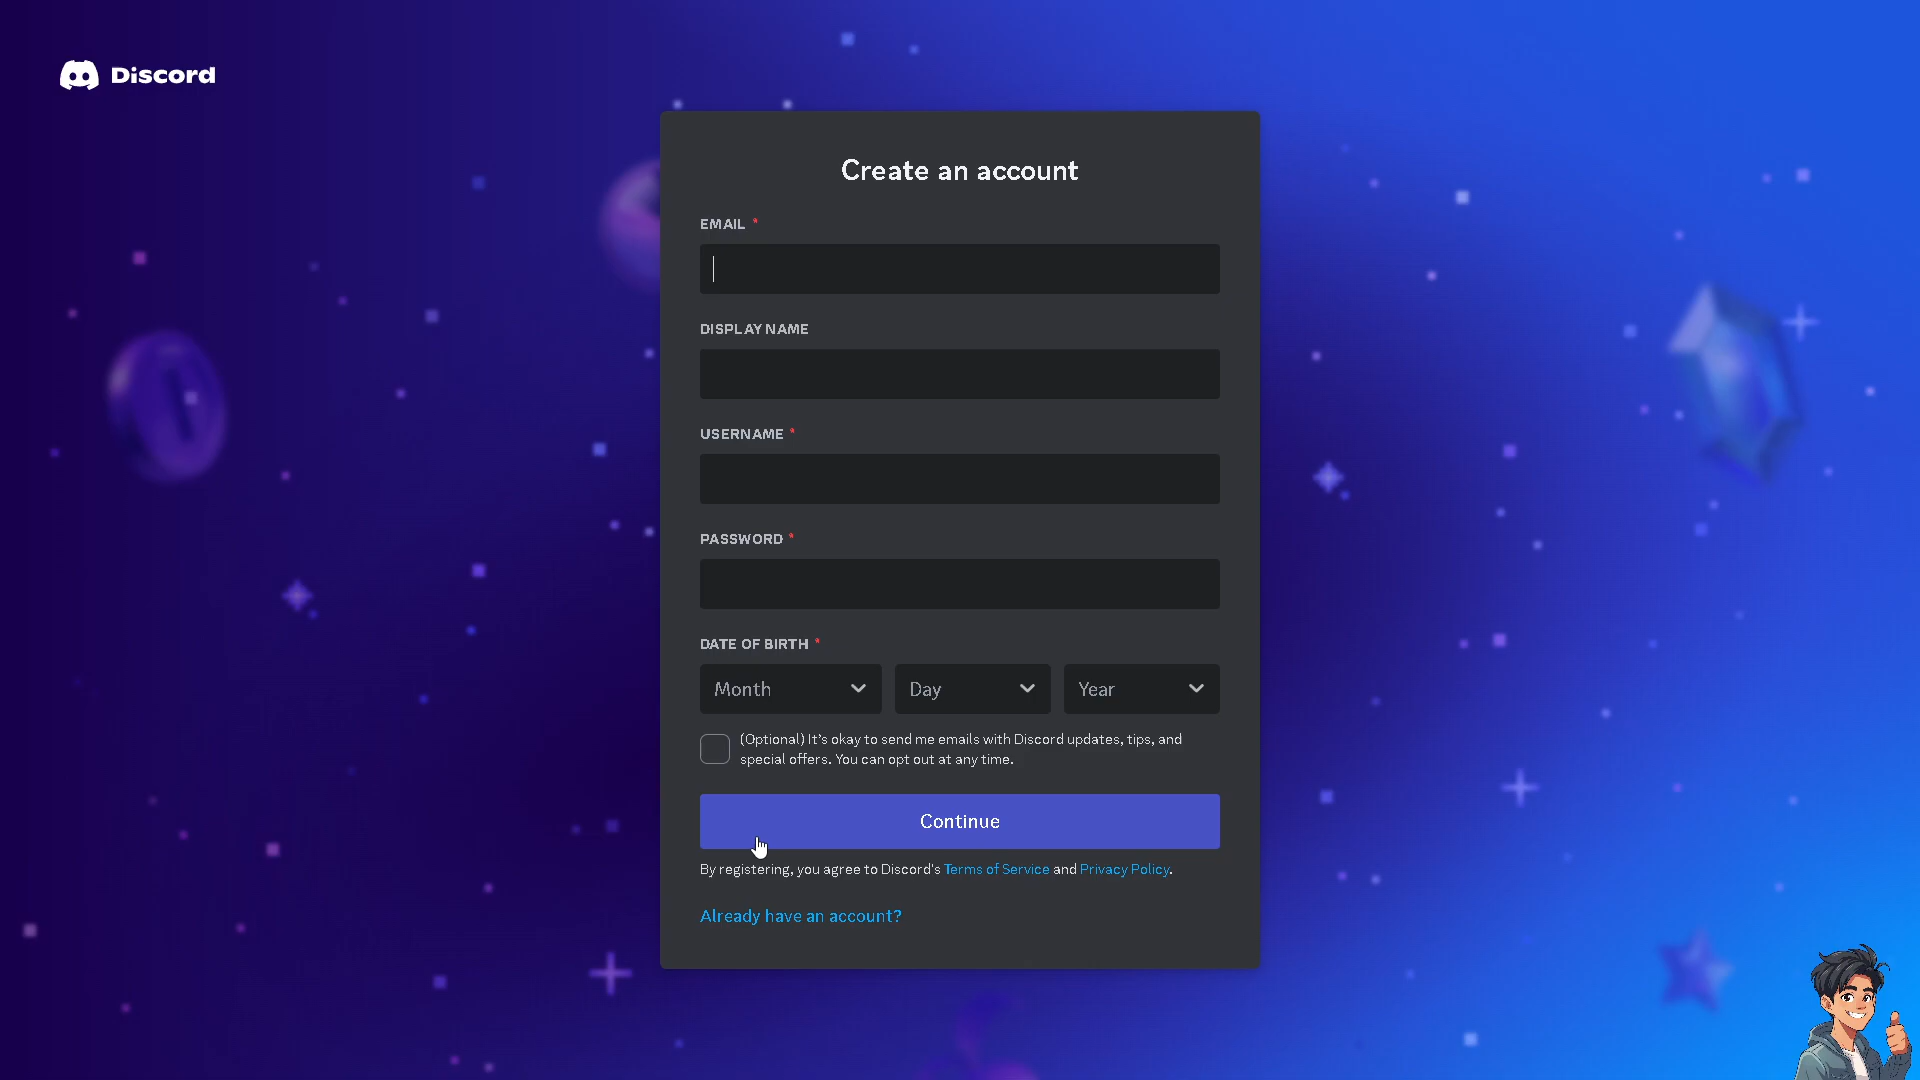 Discord
Create an account
EMAIL *
DISPLAY NAME
USERNAME *
PASSWORD *
DATE OF BIRTH *
Month
Day
Year
(Optional) It's okay to send me emails with Discord updates, tips, and
special offers. You can opt out at any time.
Continue
By registering, you agree to Discord's Terms of Service and Privacy Policy.
Already have an account?